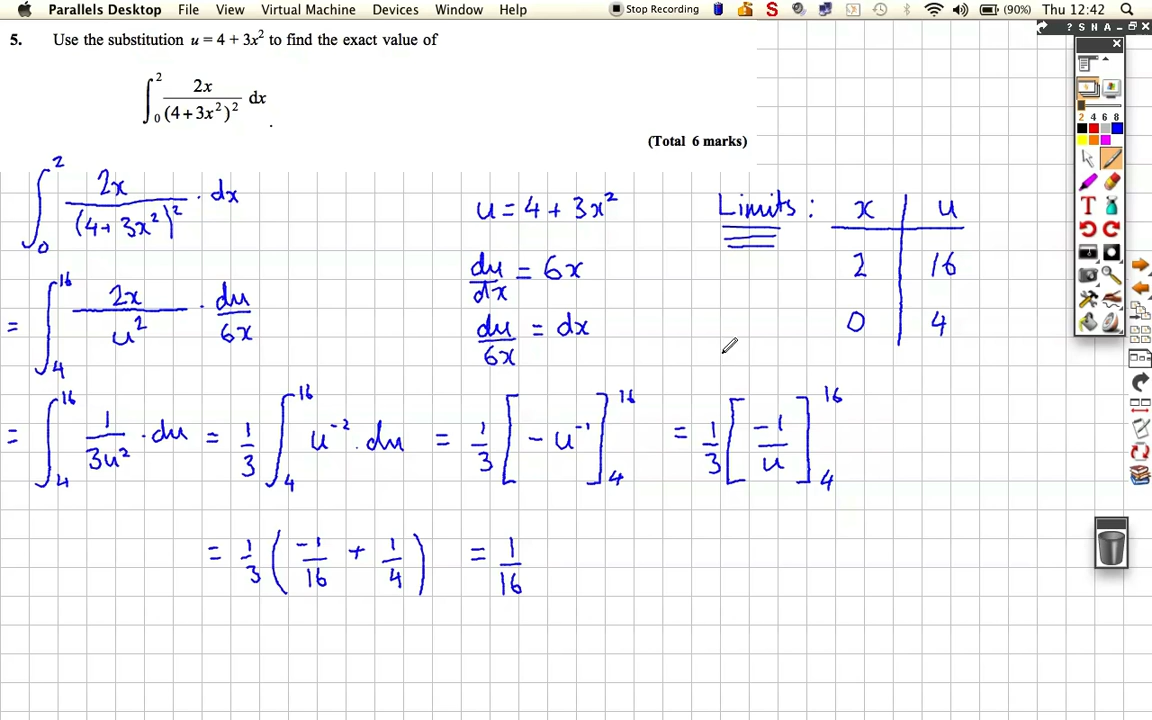 Parallels Desktop File View Virtual Machine Devices Window Help Stop Recording (90%) Thu 12:42
? S N A
5. Use the substitution u = 4 + 3x² to find the exact value of
∫₀² 2x/(4+3x²)² dx
.
(Total 6 marks)
2 4 6 8
∫₀² 2x/(4+3x²)² · dx
u = 4 + 3x²
Limits : x | u
du/dx = 6x
2 | 16
= ∫₄¹⁶ 2x/u² · du/6x
du/6x = dx
0 | 4
= ∫₄¹⁶ 1/3u² · du = 1/3 ∫₄¹⁶ u⁻² · du = 1/3 [ -u⁻¹ ]₄¹⁶ = 1/3 [ -1/u ]₄¹⁶
= 1/3 ( -1/16 + 1/4 ) = 1/16